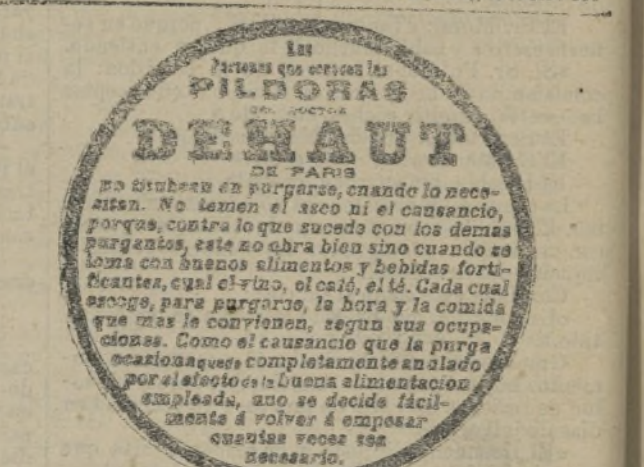 Las
Personas que conocen las
PILDORAS
DEL DOCTOR
DEHAUT
DE PARIS
no titubean en purgarse, cuando lo nece-
sitan. No temen el asco ni el causancio,
porque, contra lo que sucede con los demas
purgantes, este no obra bien sino cuando se
toma con buenos alimentos y bebidas forti-
ficantes, cual el vino, el café, el té. Cada cual
escoge, para purgarse, la hora y la comida
que mas le convienen, segun sus ocupa-
ciones. Como el causancio que la purga
ocasiona queda completamente anulado
por el efecto de la buena alimentacion
empleada, uno se decide fácil-
mente á volver á empezar
cuantas veces sea
necesario.